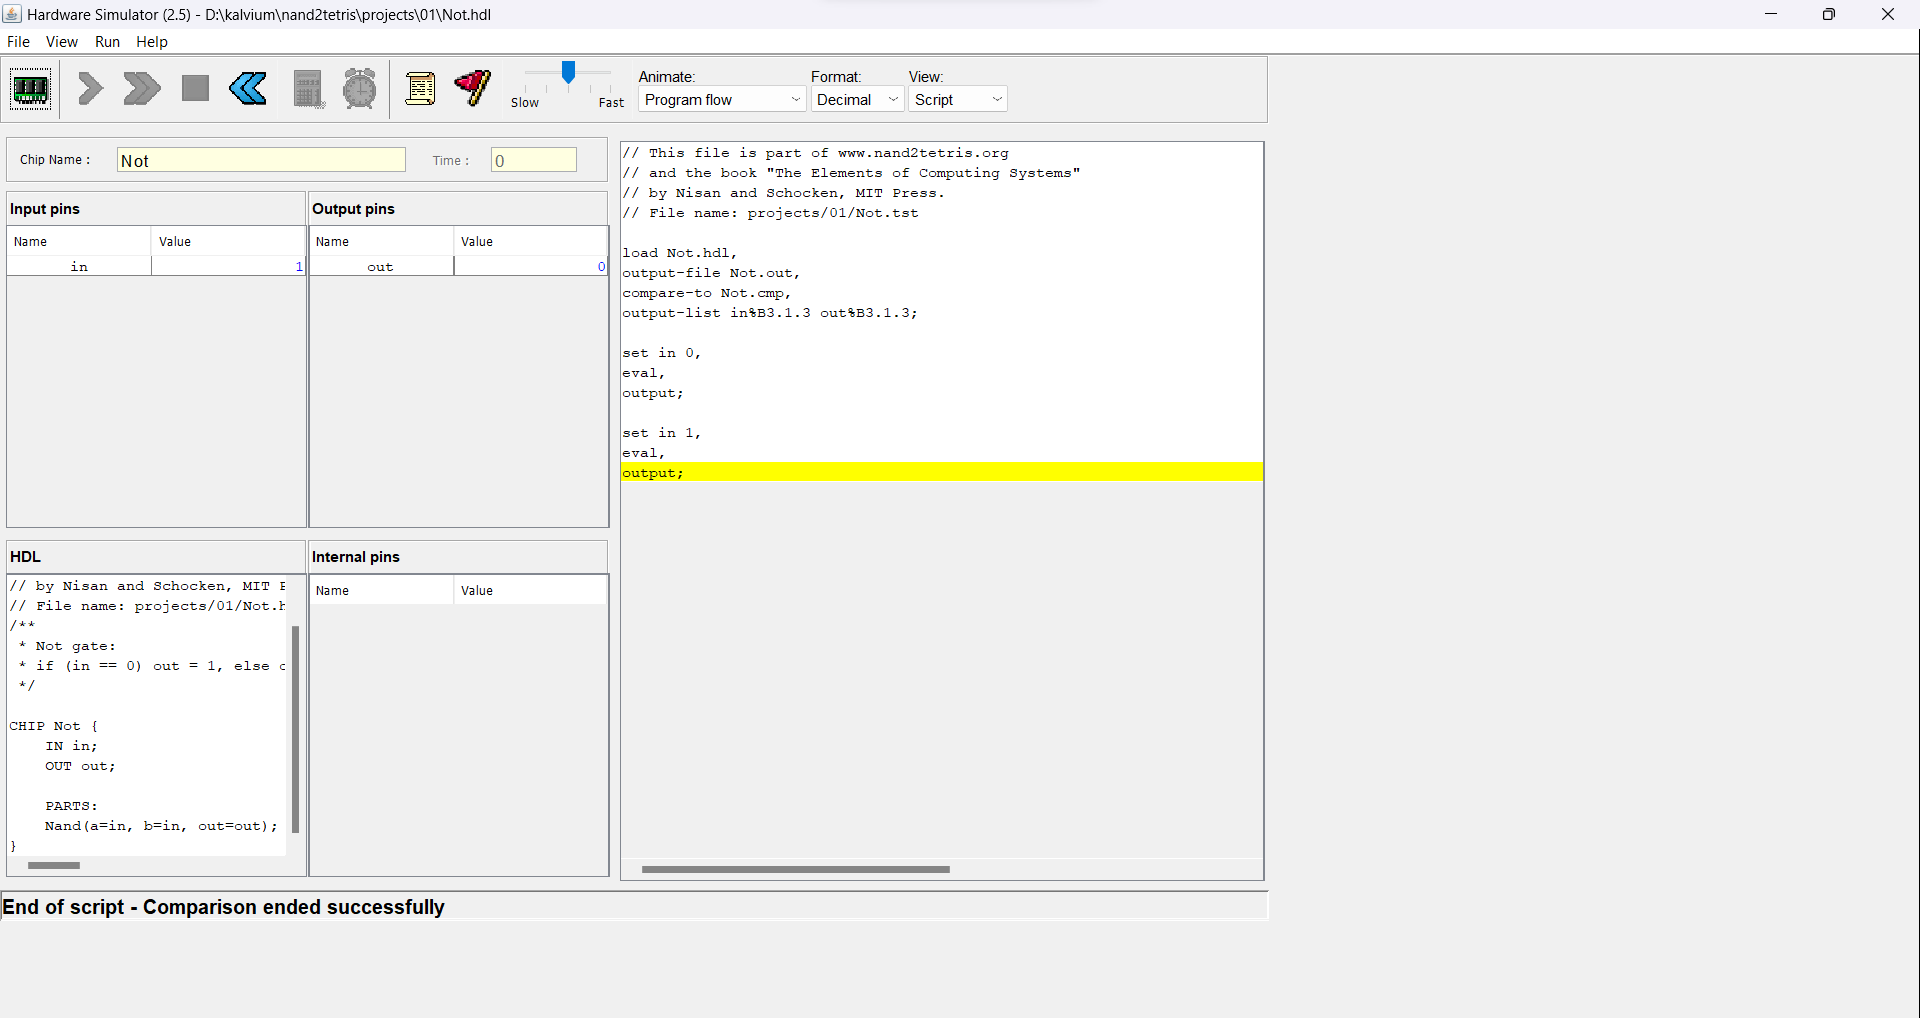 Hardware Simulator (2.5) - D:\kalvium\nand2tetris\projects\01\Not.hdl
File View Run Help
Slow Fast
Animate: Format: View:
Program flow Decimal Script
Chip Name : Not Time : 0
Input pins
Name Value
in 1
Output pins
Name Value
out 0
HDL
// by Nisan and Schocken, MIT
// File name: projects/01/Not.h
/**
 * Not gate:
 * if (in == 0) out = 1, else
 */
CHIP Not {
    IN in;
    OUT out;
    PARTS:
    Nand(a=in, b=in, out=out);
}
Internal pins
Name Value
// This file is part of www.nand2tetris.org
// and the book "The Elements of Computing Systems"
// by Nisan and Schocken, MIT Press.
// File name: projects/01/Not.tst
load Not.hdl,
output-file Not.out,
compare-to Not.cmp,
output-list in%B3.1.3 out%B3.1.3;
set in 0,
eval,
output;
set in 1,
eval,
output;
End of script - Comparison ended successfully